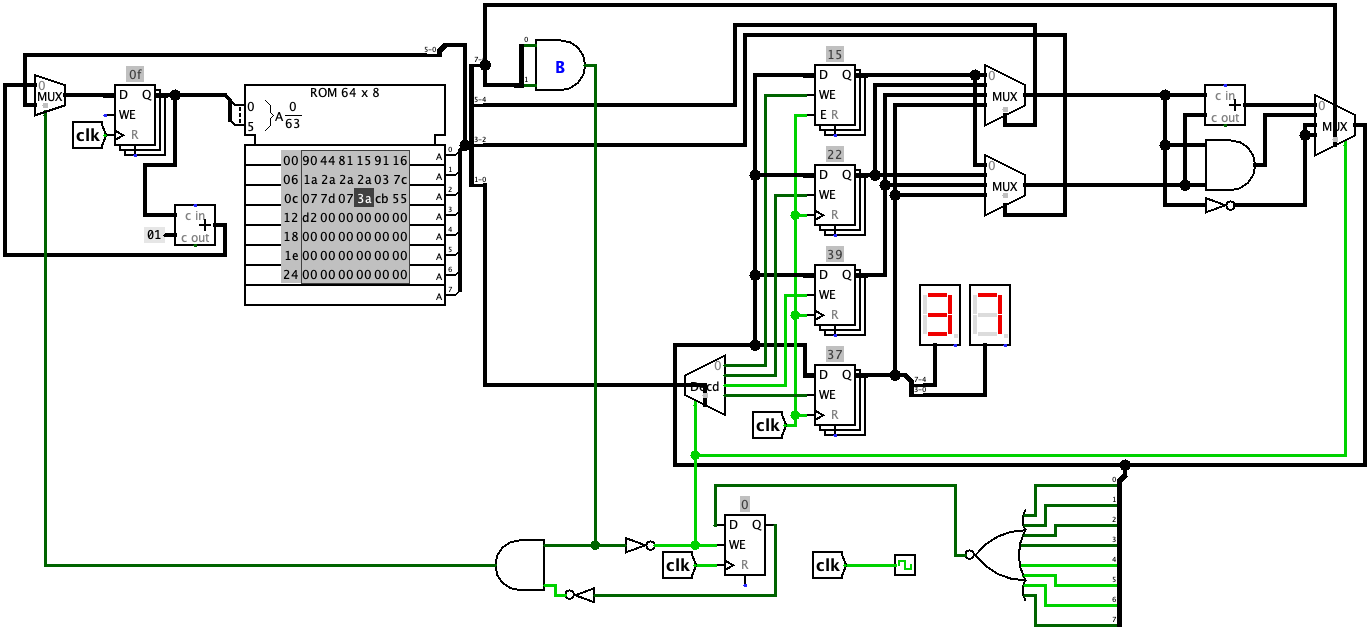 0f
15
22
39
37
5-0
7-
5-4
3-2
1-0
0
1
B
0
MUX
D Q
WE
R
clk
ROM 64 x 8
0
5
A 0
63
00 90 44 81 15 91 16
06 1a 2a 2a 2a 03 7c
0c 07 7d 07 3a cb 55
12 d2 00 00 00 00 00
18 00 00 00 00 00 00
1e 00 00 00 00 00 00
24 00 00 00 00 00 00
A 0
A 1
A 2
A 3
A 4
A 5
A 6
A 7
01
c in
+
c out
D Q
WE
E R
D Q
WE
R
D Q
WE
R
D Q
WE
R
clk
0
MUX
0
MUX
c in
+
c out
0
MUX
0
Decd
3 7
7-4
3-0
0
D Q
WE
R
clk
clk
0
1
2
3
4
5
6
7